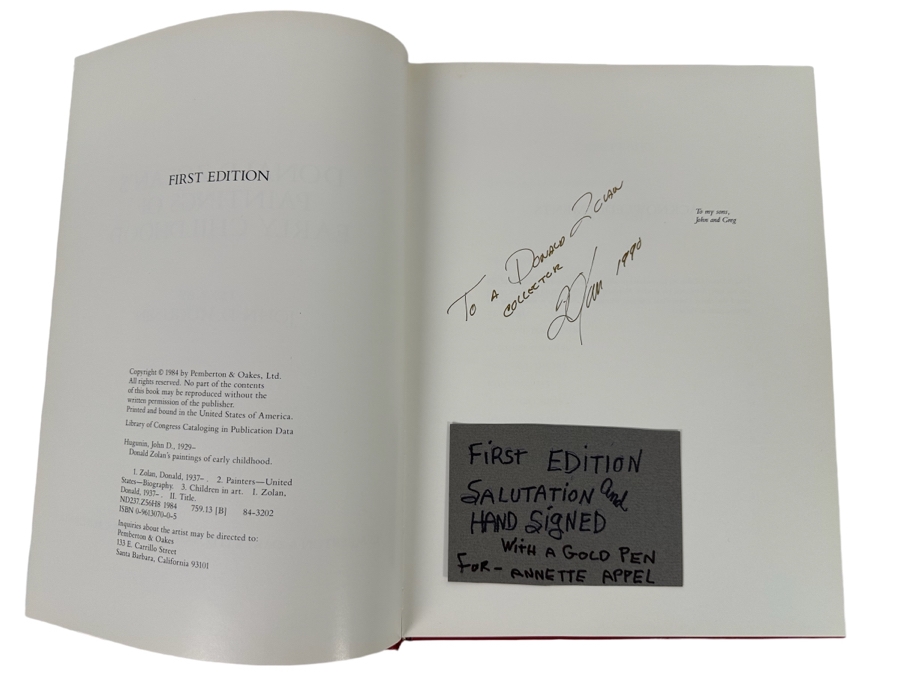 FIRST EDITION
Copyright © 1984 by Pemberton & Oakes, Ltd.
All rights reserved. No part of the contents
of this book may be reproduced without the
written permission of the publisher.
Printed and bound in the United States of America.
Library of Congress Cataloging in Publication Data
Hugunin, John D., 1929–
Donald Zolan's paintings of early childhood.
1. Zolan, Donald, 1937– . 2. Painters—United
States—Biography. 3. Children in art. I. Zolan,
Donald, 1937– . II. Title.
ND237.Z56H8 1984 759.13 [B] 84-3202
ISBN 0-9613070-0-5
Inquiries about the artist may be directed to:
Pemberton & Oakes
133 E. Carrillo Street
Santa Barbara, California 93101
To my sons,
John and Greg
To A DONALD ZOLAN
COLLECTOR
Zolan 1990
FIRST EDITION
SALUTATION and
HAND SIGNED
WITH A GOLD PEN
FOR - ANNETTE APPEL